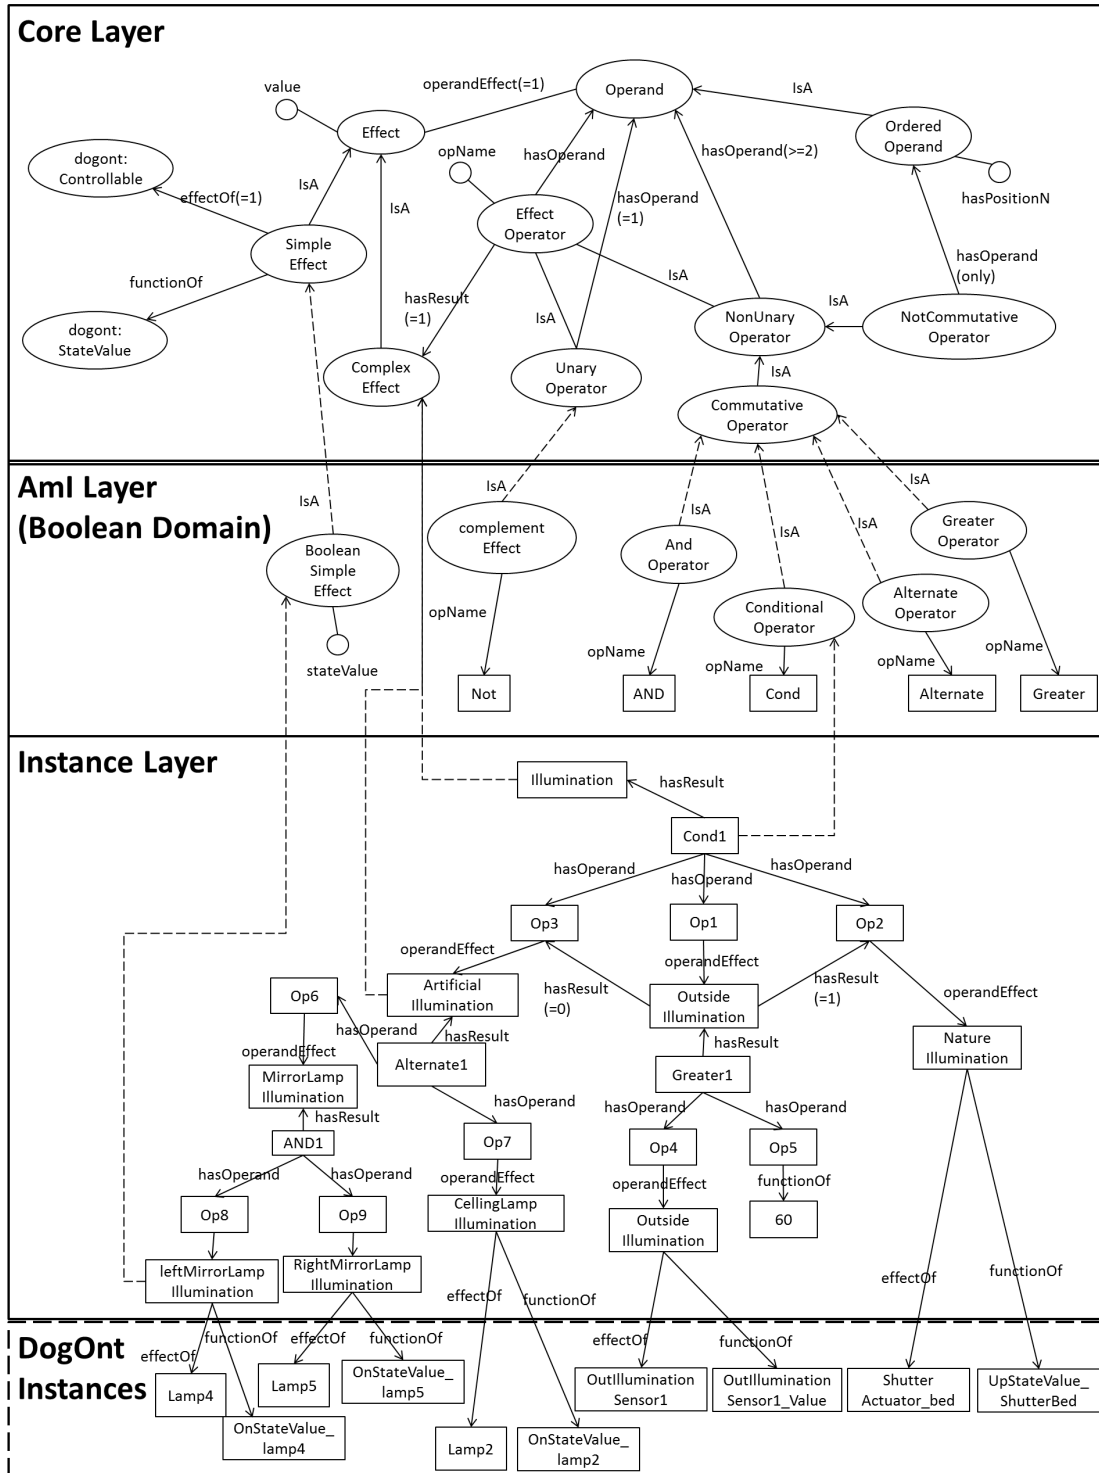 Core Layer
value
operandEffect(=1)
Operand
IsA
Effect
opName
hasOperand
hasOperand(>=2)
Ordered
Operand
dogont:
Controllable
effectOf(=1)
IsA
IsA
hasOperand
(=1)
hasPositionN
Simple
Effect
Effect
Operator
functionOf
hasResult
(=1)
IsA
IsA
hasOperand
(only)
dogont:
StateValue
NonUnary
Operator
IsA
NotCommutative
Operator
Complex
Effect
Unary
Operator
IsA
Commutative
Operator
AmI Layer
(Boolean Domain)
IsA
IsA
IsA
IsA
IsA
IsA
Boolean
Simple
Effect
complement
Effect
And
Operator
Conditional
Operator
Alternate
Operator
Greater
Operator
stateValue
opName
opName
opName
opName
opName
Not
AND
Cond
Alternate
Greater
Instance Layer
Illumination
hasResult
Cond1
hasOperand
hasOperand
hasOperand
Op3
Op1
Op2
operandEffect
operandEffect
operandEffect
Artificial
Illumination
hasResult
(=0)
Outside
Illumination
hasResult
(=1)
Nature
Illumination
Op6
hasOperand
hasResult
hasResult
operandEffect
Alternate1
Greater1
MirrorLamp
Illumination
hasResult
hasOperand
hasOperand
hasOperand
AND1
Op7
Op4
Op5
hasOperand
hasOperand
operandEffect
operandEffect
functionOf
Op8
Op9
CellingLamp
Illumination
Outside
Illumination
60
leftMirrorLamp
Illumination
RightMirrorLamp
Illumination
effectOf
functionOf
effectOf
functionOf
DogOnt
Instances
effectOf
functionOf
effectOf
functionOf
effectOf
functionOf
Lamp4
OnStateValue_
lamp4
Lamp5
OnStateValue_
lamp5
Lamp2
OnStateValue_
lamp2
OutIllumination
Sensor1
OutIllumination
Sensor1_Value
Shutter
Actuator_bed
UpStateValue_
ShutterBed